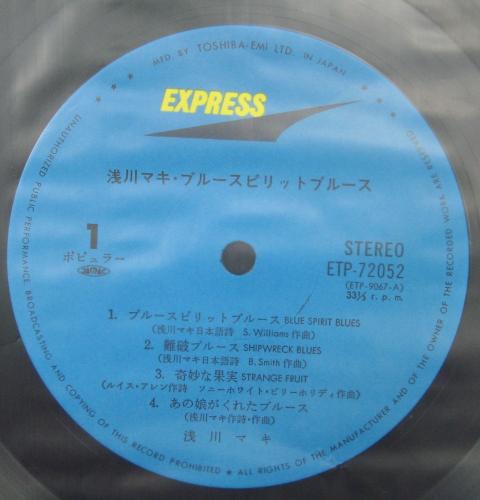 MFD. BY TOSHIBA-EMI LTD. IN JAPAN
EXPRESS
浅川マキ・ブルースピリットブルース
1
ポピュラー
STEREO
ETP-72052
(ETP-9067-A)
33⅓ r. p. m.
1. ブルースピリットブルース BLUE SPIRIT BLUES
(浅川マキ日本語詩 S. Williams 作曲)
2. 難破ブルース SHIPWRECK BLUES
(浅川マキ日本語詩 B. Smith 作曲)
3. 奇妙な果実 STRANGE FRUIT
(ルイス・アレン作詩 ソニーホワイト・ビリーホリディ作曲)
4. あの娘がくれたブルース
(浅川マキ作詩・作曲)
浅川マキ
UNAUTHORIZED PUBLIC PERFORMANCE, BROADCASTING AND COPYING OF THIS RECORD PROHIBITED ★ ALL RIGHTS OF THE MANUFACTURER AND OF THE OWNER OF THE RECORDED WORK ARE RESERVED